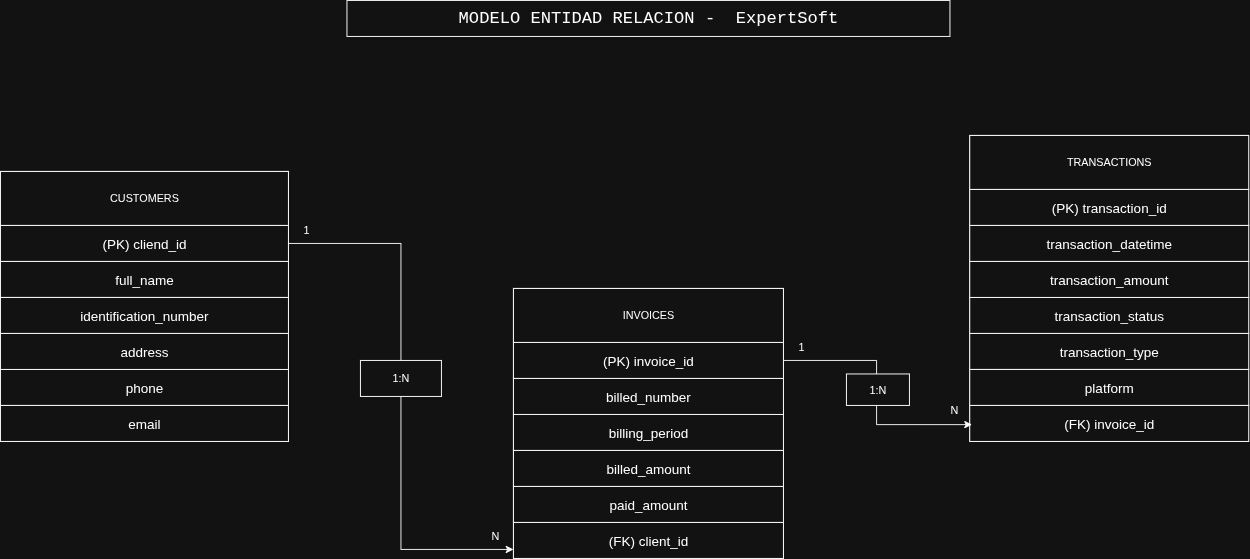 MODELO ENTIDAD RELACION -  ExpertSoft
CUSTOMERS
(PK) cliend_id
full_name
identification_number
address
phone
email
1
1:N
N
INVOICES
(PK) invoice_id
billed_number
billing_period
billed_amount
paid_amount
(FK) client_id
1
1:N
N
TRANSACTIONS
(PK) transaction_id
transaction_datetime
transaction_amount
transaction_status
transaction_type
platform
(FK) invoice_id